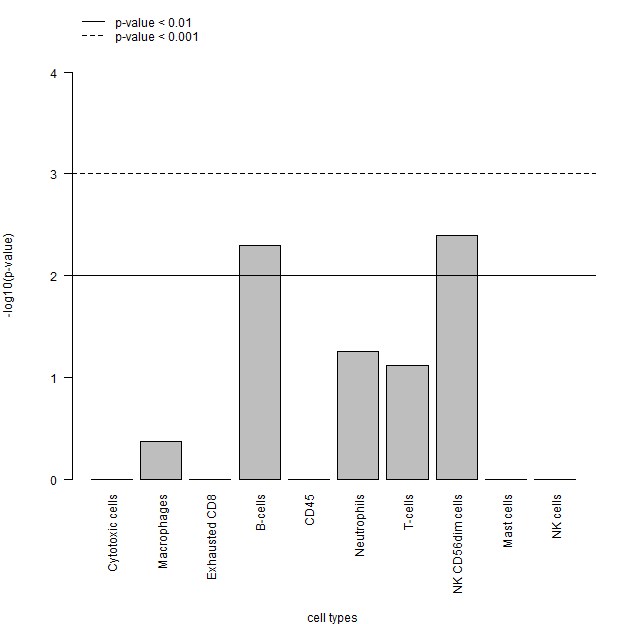 p-value < 0.01
p-value < 0.001
4
3
2
1
0
-log10(p-value)
Cytotoxic cells
Macrophages
Exhausted CD8
B-cells
CD45
Neutrophils
T-cells
NK CD56dim cells
Mast cells
NK cells
cell types